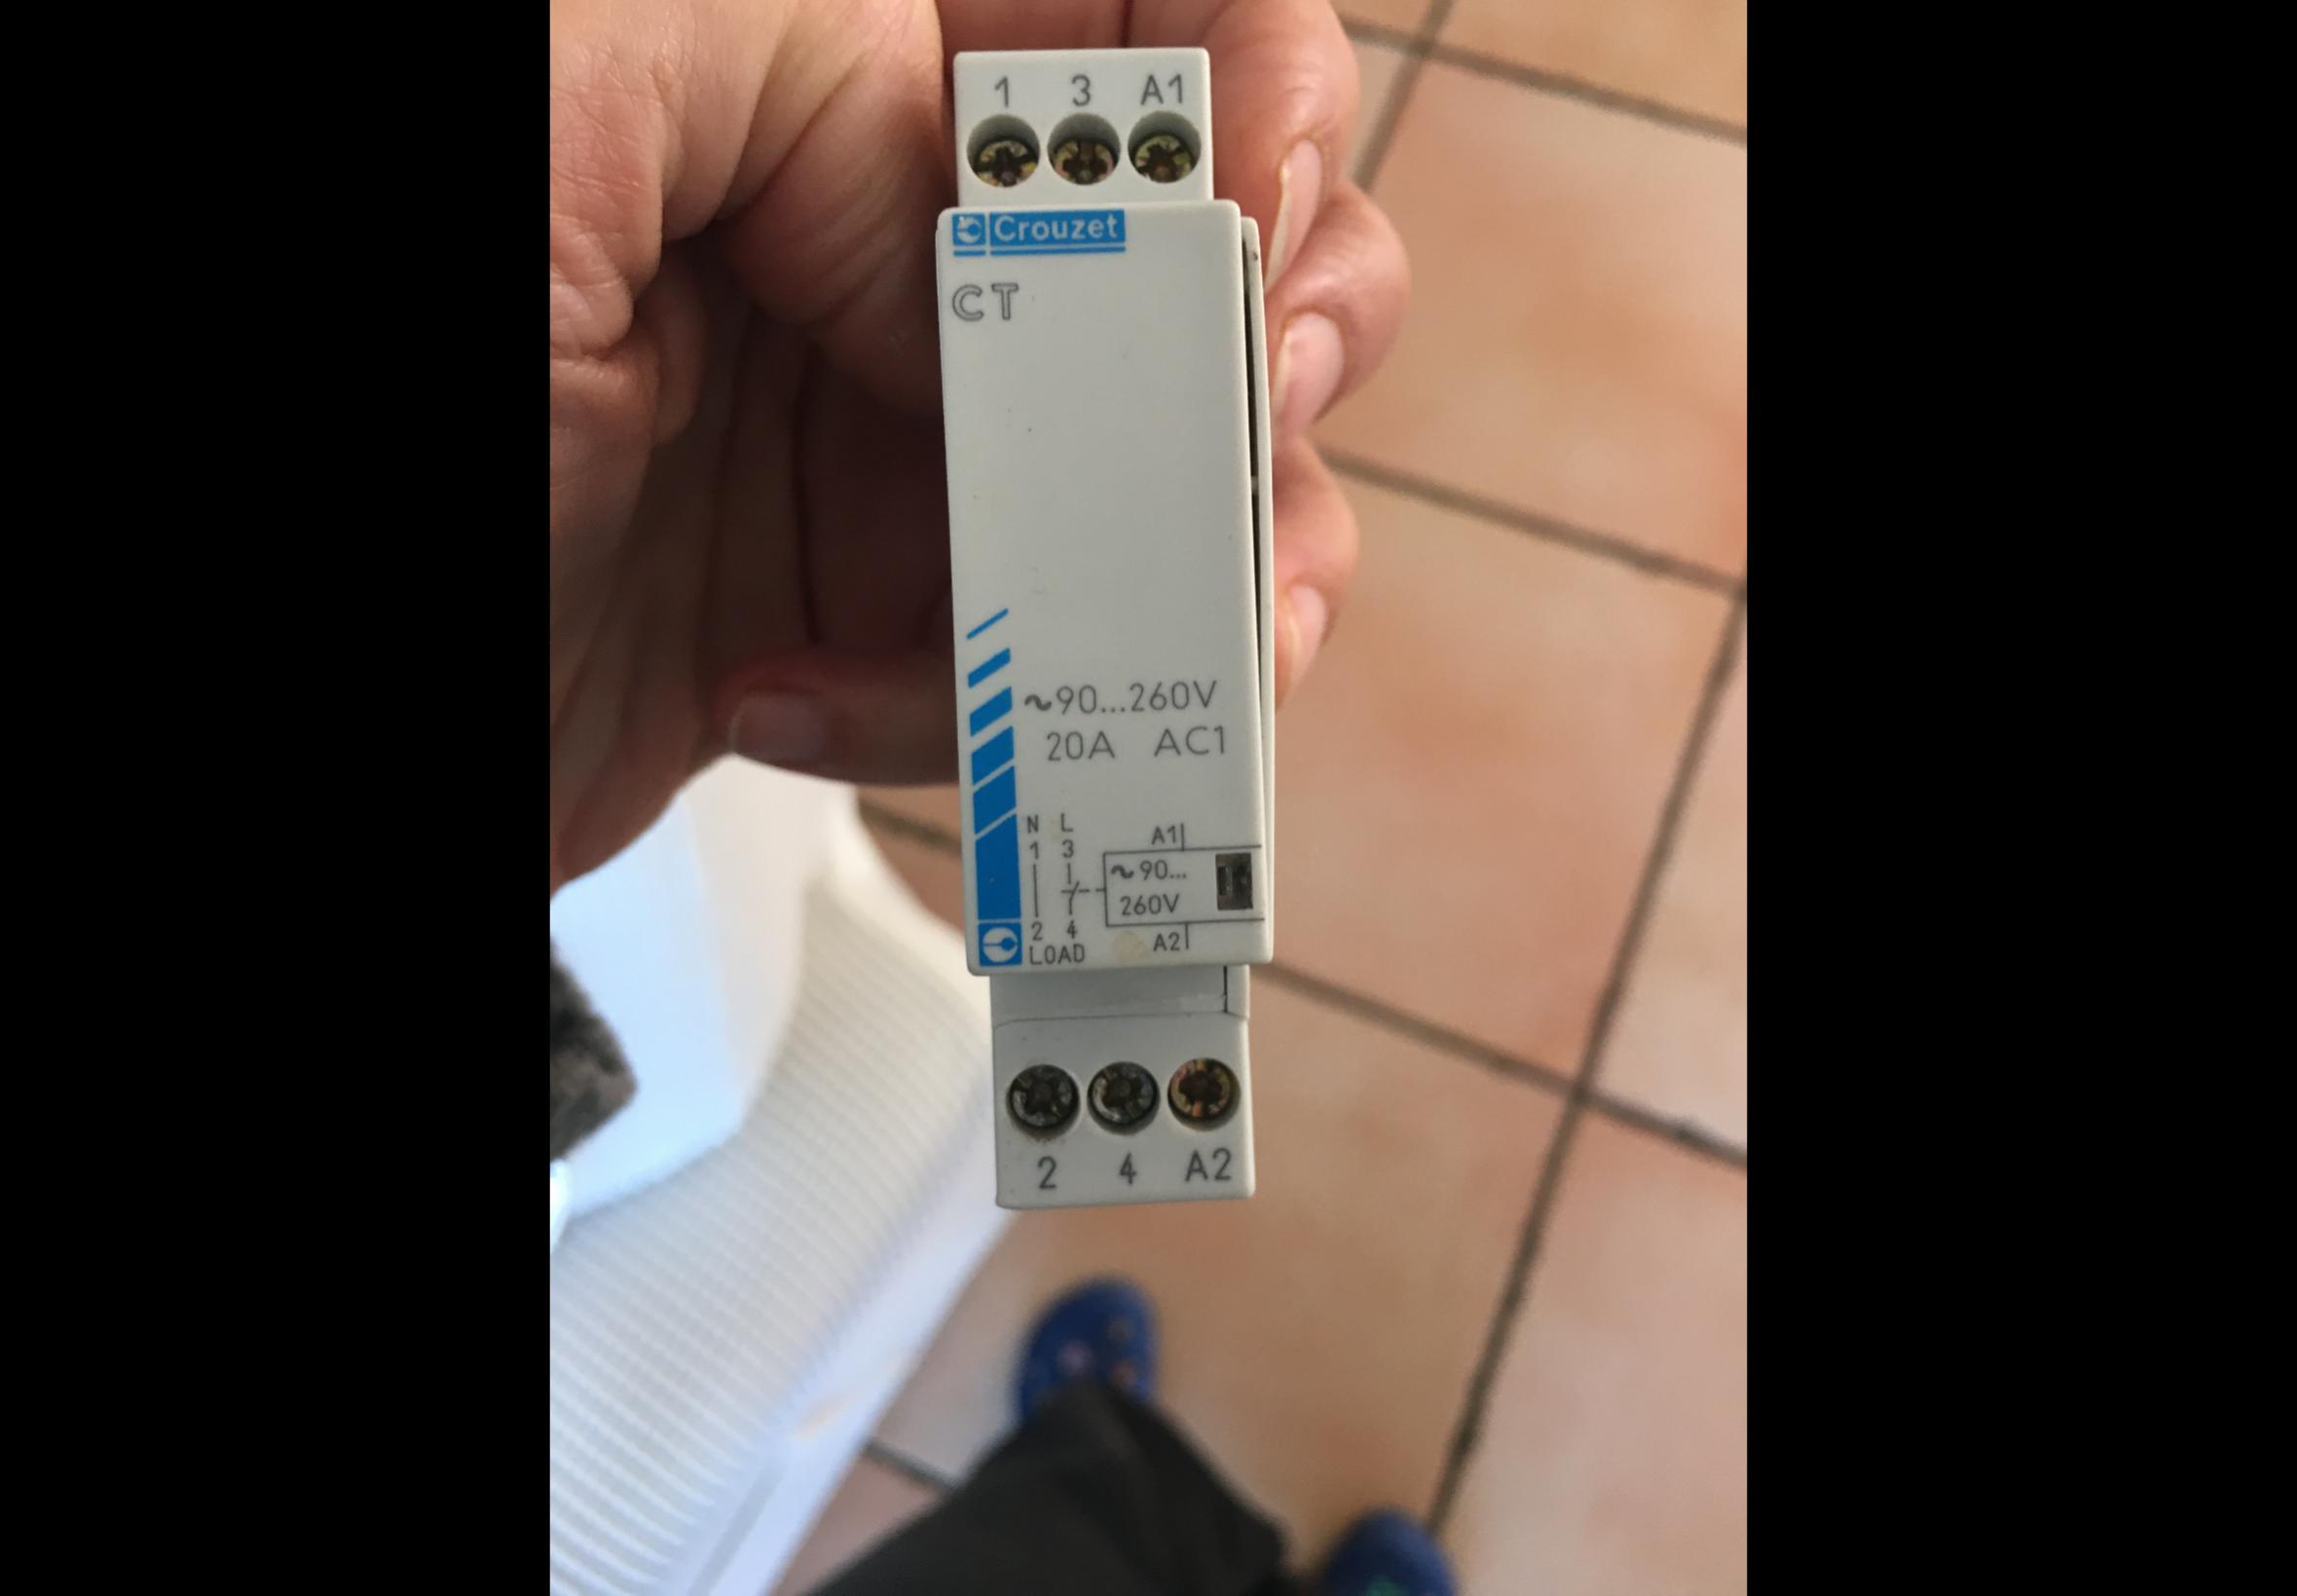 1 3 A1
Crouzet
CT
~90...260V
20A AC1
N L
1 3
A1
~90...
260V
2 4
A2
LOAD
2 4 A2